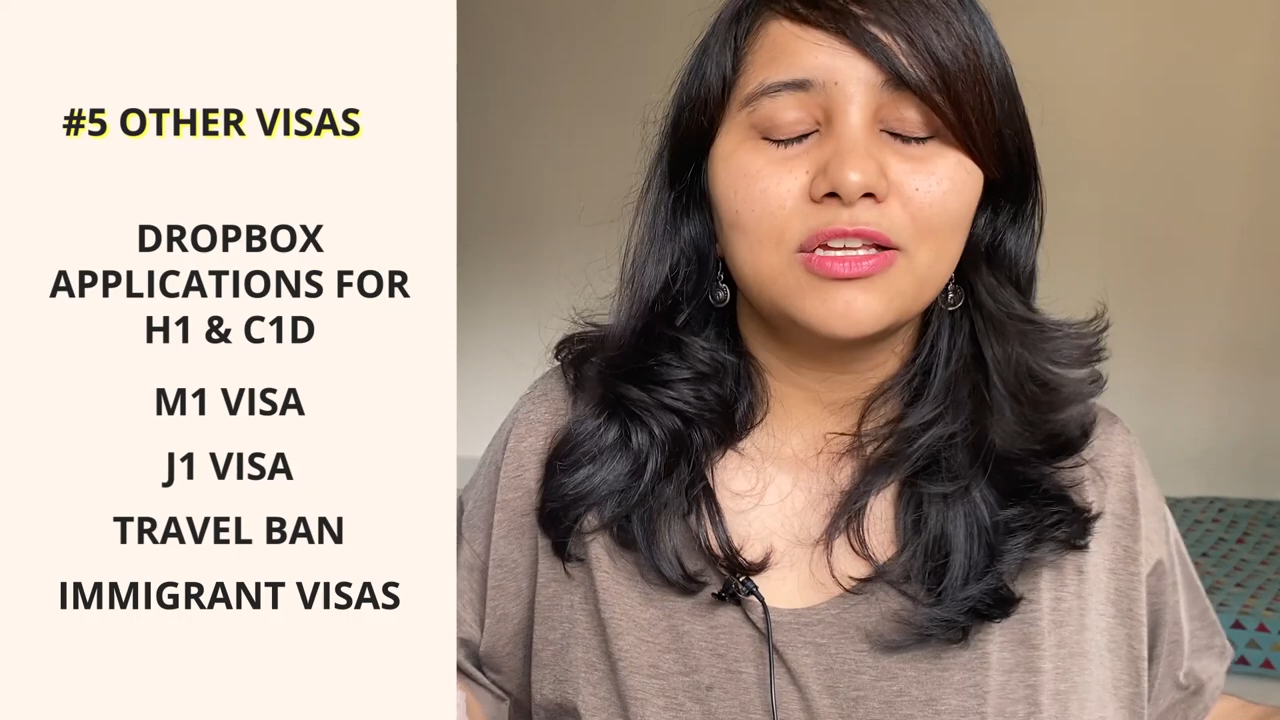 #5 OTHER VISAS
DROPBOX
APPLICATIONS FOR
H1 & C1D
M1 VISA
J1 VISA
TRAVEL BAN
IMMIGRANT VISAS